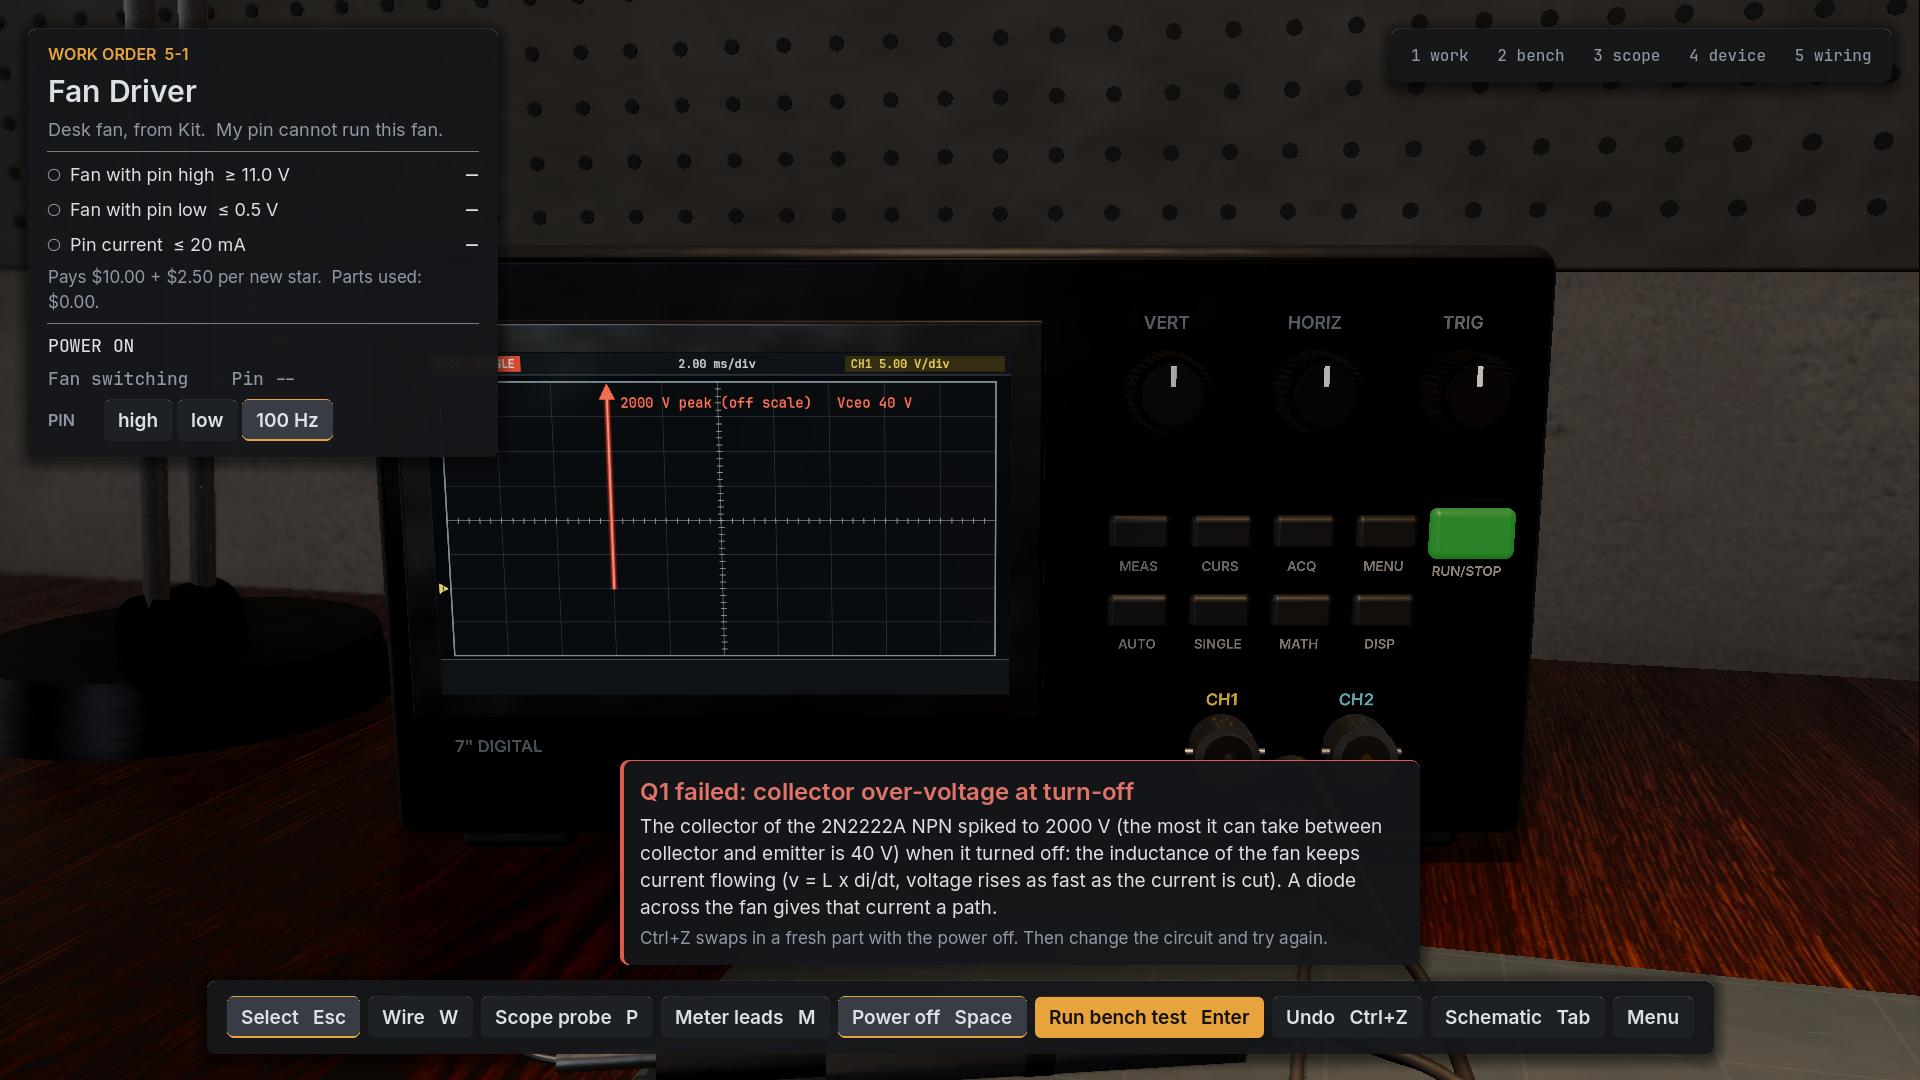 WORK ORDER 5-1
Fan Driver
Desk fan, from Kit. My pin cannot run this fan.
Fan with pin high ≥ 11.0 V —
Fan with pin low ≤ 0.5 V —
Pin current ≤ 20 mA —
Pays $10.00 + $2.50 per new star. Parts used:
$0.00.
POWER ON
Fan switching Pin --
PIN high low 100 Hz
1 work 2 bench 3 scope 4 device 5 wiring
2.00 ms/div CH1 5.00 V/div
2000 V peak (off scale) Vceo 40 V
7" DIGITAL
VERT HORIZ TRIG
MEAS CURS ACQ MENU RUN/STOP
AUTO SINGLE MATH DISP
CH1 CH2
Q1 failed: collector over-voltage at turn-off
The collector of the 2N2222A NPN spiked to 2000 V (the most it can take between
collector and emitter is 40 V) when it turned off: the inductance of the fan keeps
current flowing (v = L x di/dt, voltage rises as fast as the current is cut). A diode
across the fan gives that current a path.
Ctrl+Z swaps in a fresh part with the power off. Then change the circuit and try again.
Select Esc Wire W Scope probe P Meter leads M Power off Space Run bench test Enter Undo Ctrl+Z Schematic Tab Menu